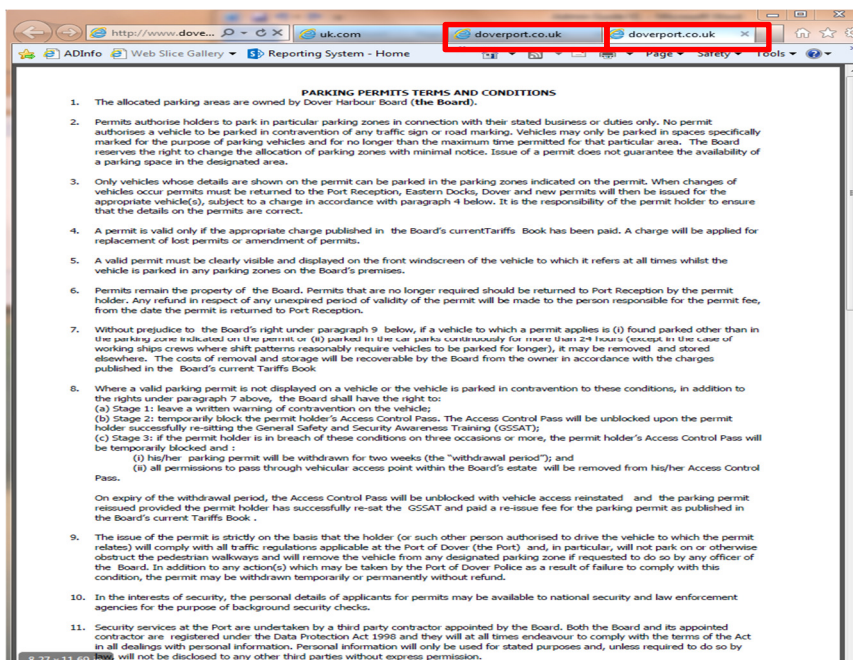 http://www.dove...
uk.com
doverport.co.uk
doverport.co.uk
ADInfo
Web Slice Gallery
Reporting System - Home
Page
Safety
Tools
PARKING PERMITS TERMS AND CONDITIONS
1. The allocated parking areas are owned by Dover Harbour Board (the Board).
2. Permits authorise holders to park in particular parking zones in connection with their stated business or duties only. No permit
authorises a vehicle to be parked in contravention of any traffic sign or road marking. Vehicles may only be parked in spaces specifically
marked for the purpose of parking vehicles and for no longer than the maximum time permitted for that particular area. The Board
reserves the right to change the allocation of parking zones with minimal notice. Issue of a permit does not guarantee the availability of
a parking space in the designated area.
3. Only vehicles whose details are shown on the permit can be parked in the parking zones indicated on the permit. When changes of
vehicles occur permits must be returned to the Port Reception, Eastern Docks, Dover and new permits will then be issued for the
appropriate vehicle(s), subject to a charge in accordance with paragraph 4 below. It is the responsibility of the permit holder to ensure
that the details on the permits are correct.
4. A permit is valid only if the appropriate charge published in the Board's currentTariffs Book has been paid. A charge will be applied for
replacement of lost permits or amendment of permits.
5. A valid permit must be clearly visible and displayed on the front windscreen of the vehicle to which it refers at all times whilst the
vehicle is parked in any parking zones on the Board's premises.
6. Permits remain the property of the Board. Permits that are no longer required should be returned to Port Reception by the permit
holder. Any refund in respect of any unexpired period of validity of the permit will be made to the person responsible for the permit fee,
from the date the permit is returned to Port Reception.
7. Without prejudice to the Board's right under paragraph 9 below, if a vehicle to which a permit applies is (i) found parked other than in
the parking zone indicated on the permit or (ii) parked in the car parks continuously for more than 24 hours (except in the case of
working ships crews where shift patterns reasonably require vehicles to be parked for longer), it may be removed and stored
elsewhere. The costs of removal and storage will be recoverable by the Board from the owner in accordance with the charges
published in the Board's current Tariffs Book
8. Where a valid parking permit is not displayed on a vehicle or the vehicle is parked in contravention to these conditions, in addition to
the rights under paragraph 7 above, the Board shall have the right to:
(a) Stage 1: leave a written warning of contravention on the vehicle;
(b) Stage 2: temporarily block the permit holder's Access Control Pass. The Access Control Pass will be unblocked upon the permit
holder successfully re-sitting the General Safety and Security Awareness Training (GSSAT);
(c) Stage 3: if the permit holder is in breach of these conditions on three occasions or more, the permit holder's Access Control Pass will
be temporarily blocked and :
(i) his/her parking permit will be withdrawn for two weeks (the "withdrawal period"); and
(ii) all permissions to pass through vehicular access point within the Board's estate will be removed from his/her Access Control
Pass.
On expiry of the withdrawal period, the Access Control Pass will be unblocked with vehicle access reinstated and the parking permit
reissued provided the permit holder has successfully re-sat the GSSAT and paid a re-issue fee for the parking permit as published in
the Board's current Tariffs Book .
9. The issue of the permit is strictly on the basis that the holder (or such other person authorised to drive the vehicle to which the permit
relates) will comply with all traffic regulations applicable at the Port of Dover (the Port) and, in particular, will not park on or otherwise
obstruct the pedestrian walkways and will remove the vehicle from any designated parking zone if requested to do so by any officer of
the Board. In addition to any action(s) which may be taken by the Port of Dover Police as a result of failure to comply with this
condition, the permit may be withdrawn temporarily or permanently without refund.
10. In the interests of security, the personal details of applicants for permits may be available to national security and law enforcement
agencies for the purpose of background security checks.
11. Security services at the Port are undertaken by a third party contractor appointed by the Board. Both the Board and its appointed
contractor are registered under the Data Protection Act 1998 and they will at all times endeavour to comply with the terms of the Act
in all dealings with personal information. Personal information will only be used for stated purposes and, unless required to do so by
law, will not be disclosed to any other third parties without express permission.